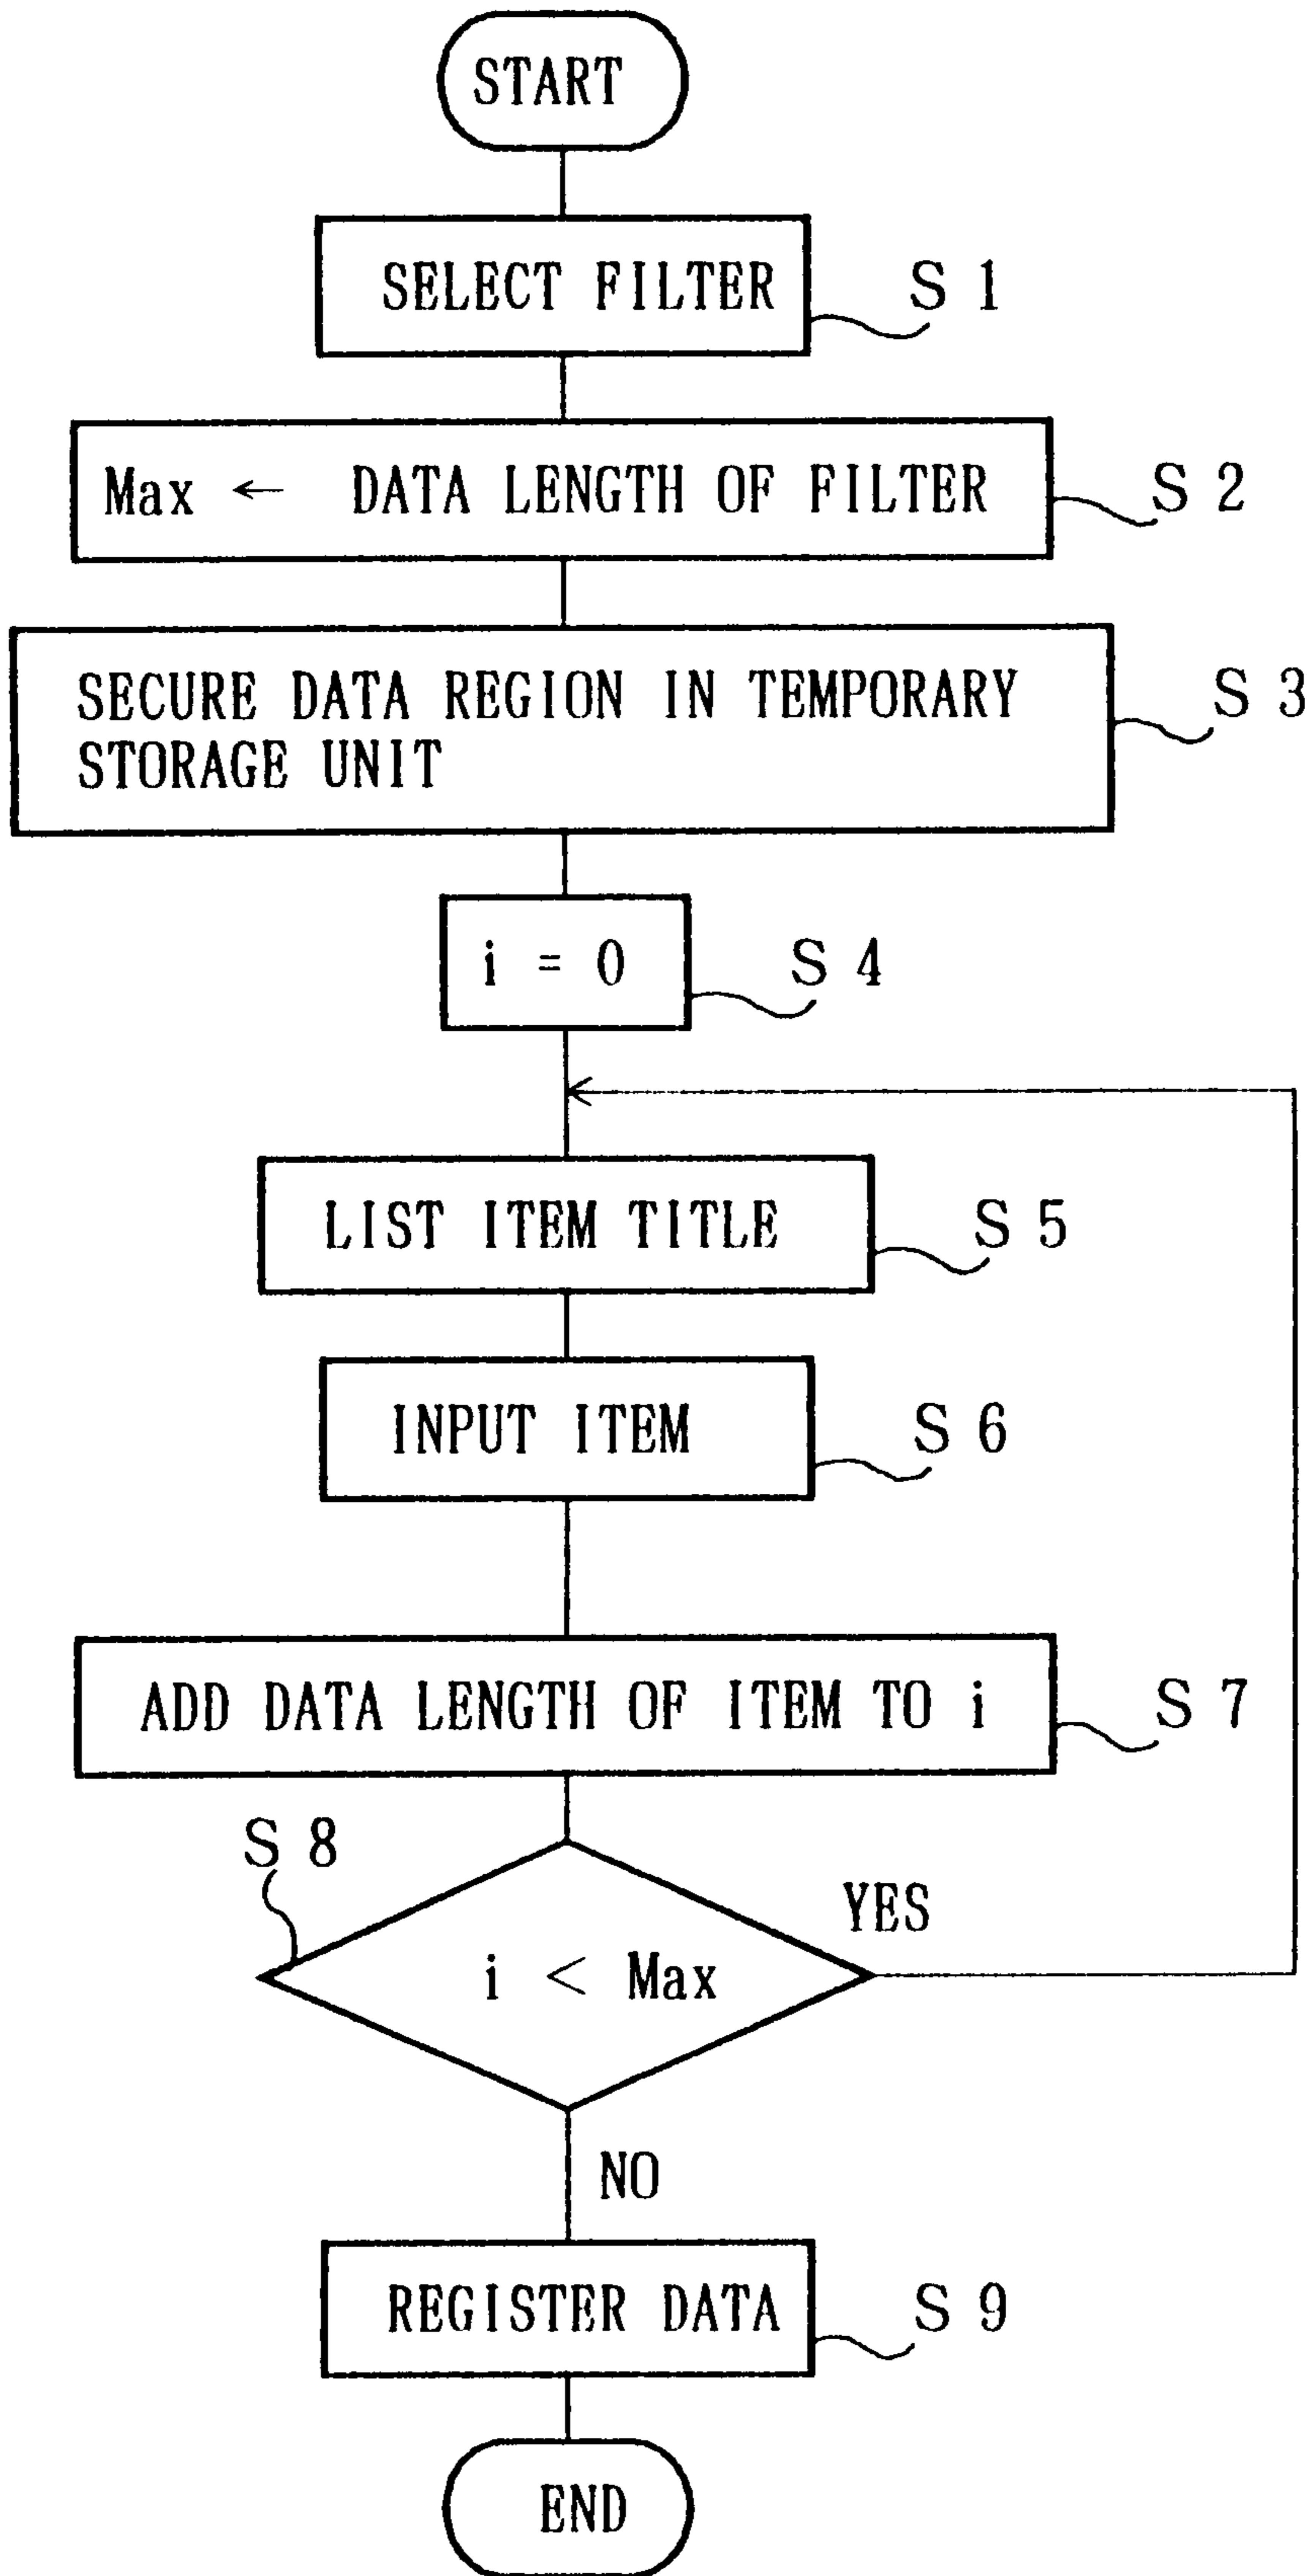 START
SELECT FILTER
S 1
Max ← DATA LENGTH OF FILTER
S 2
SECURE DATA REGION IN TEMPORARY
STORAGE UNIT
S 3
i = 0
S 4
LIST ITEM TITLE
S 5
INPUT ITEM
S 6
ADD DATA LENGTH OF ITEM TO i
S 7
S 8
YES
i < Max
NO
REGISTER DATA
S 9
END